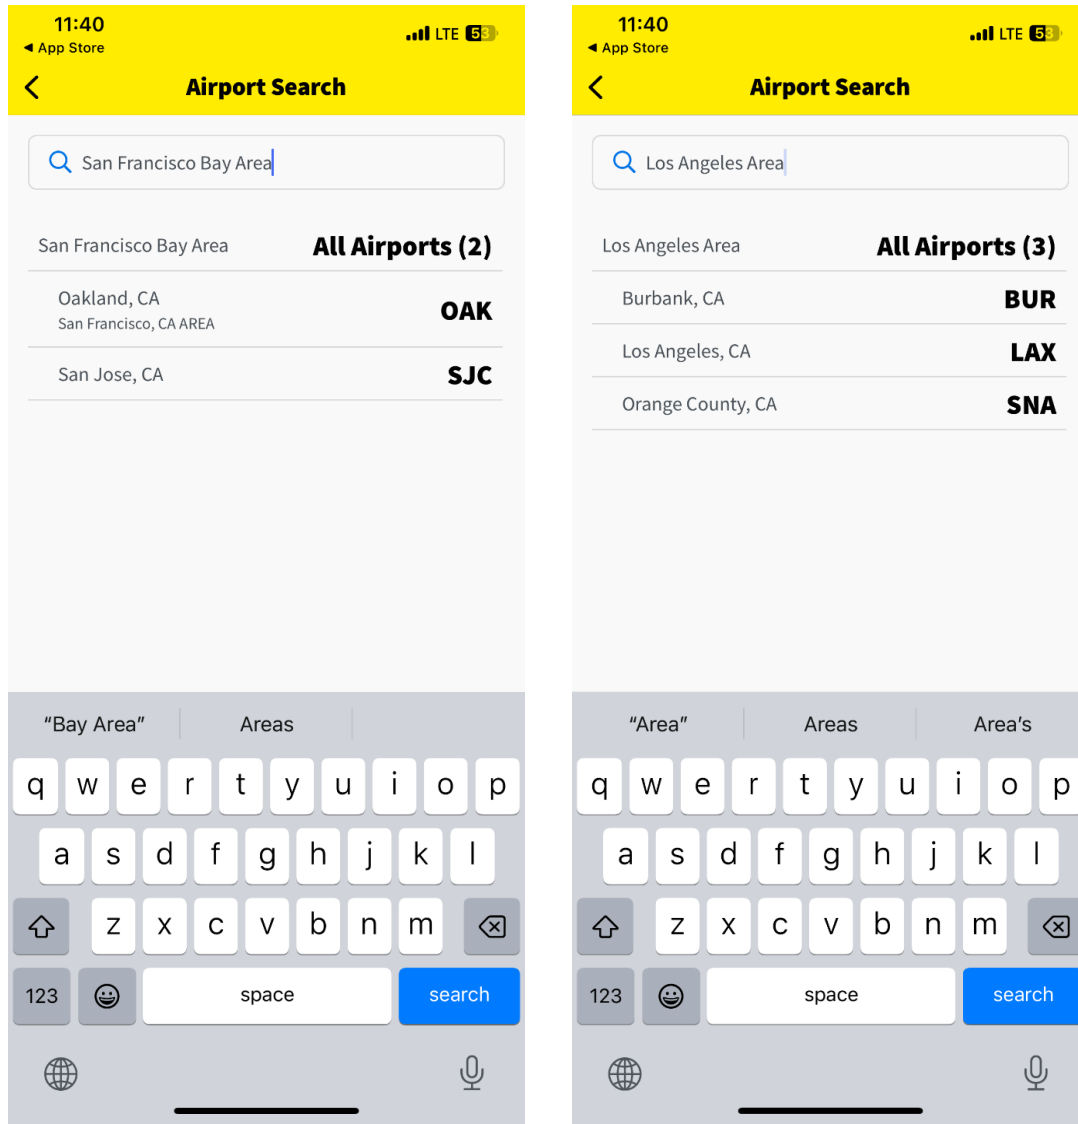 11:40
◀ App Store
LTE 53
Airport Search
San Francisco Bay Area
San Francisco Bay Area All Airports (2)
Oakland, CA
San Francisco, CA AREA
OAK
San Jose, CA SJC
“Bay Area” Areas
q w e r t y u i o p
a s d f g h j k l
z x c v b n m
123 space search
11:40
◀ App Store
LTE 53
Airport Search
Los Angeles Area
Los Angeles Area All Airports (3)
Burbank, CA BUR
Los Angeles, CA LAX
Orange County, CA SNA
“Area” Areas Area’s
q w e r t y u i o p
a s d f g h j k l
z x c v b n m
123 space search